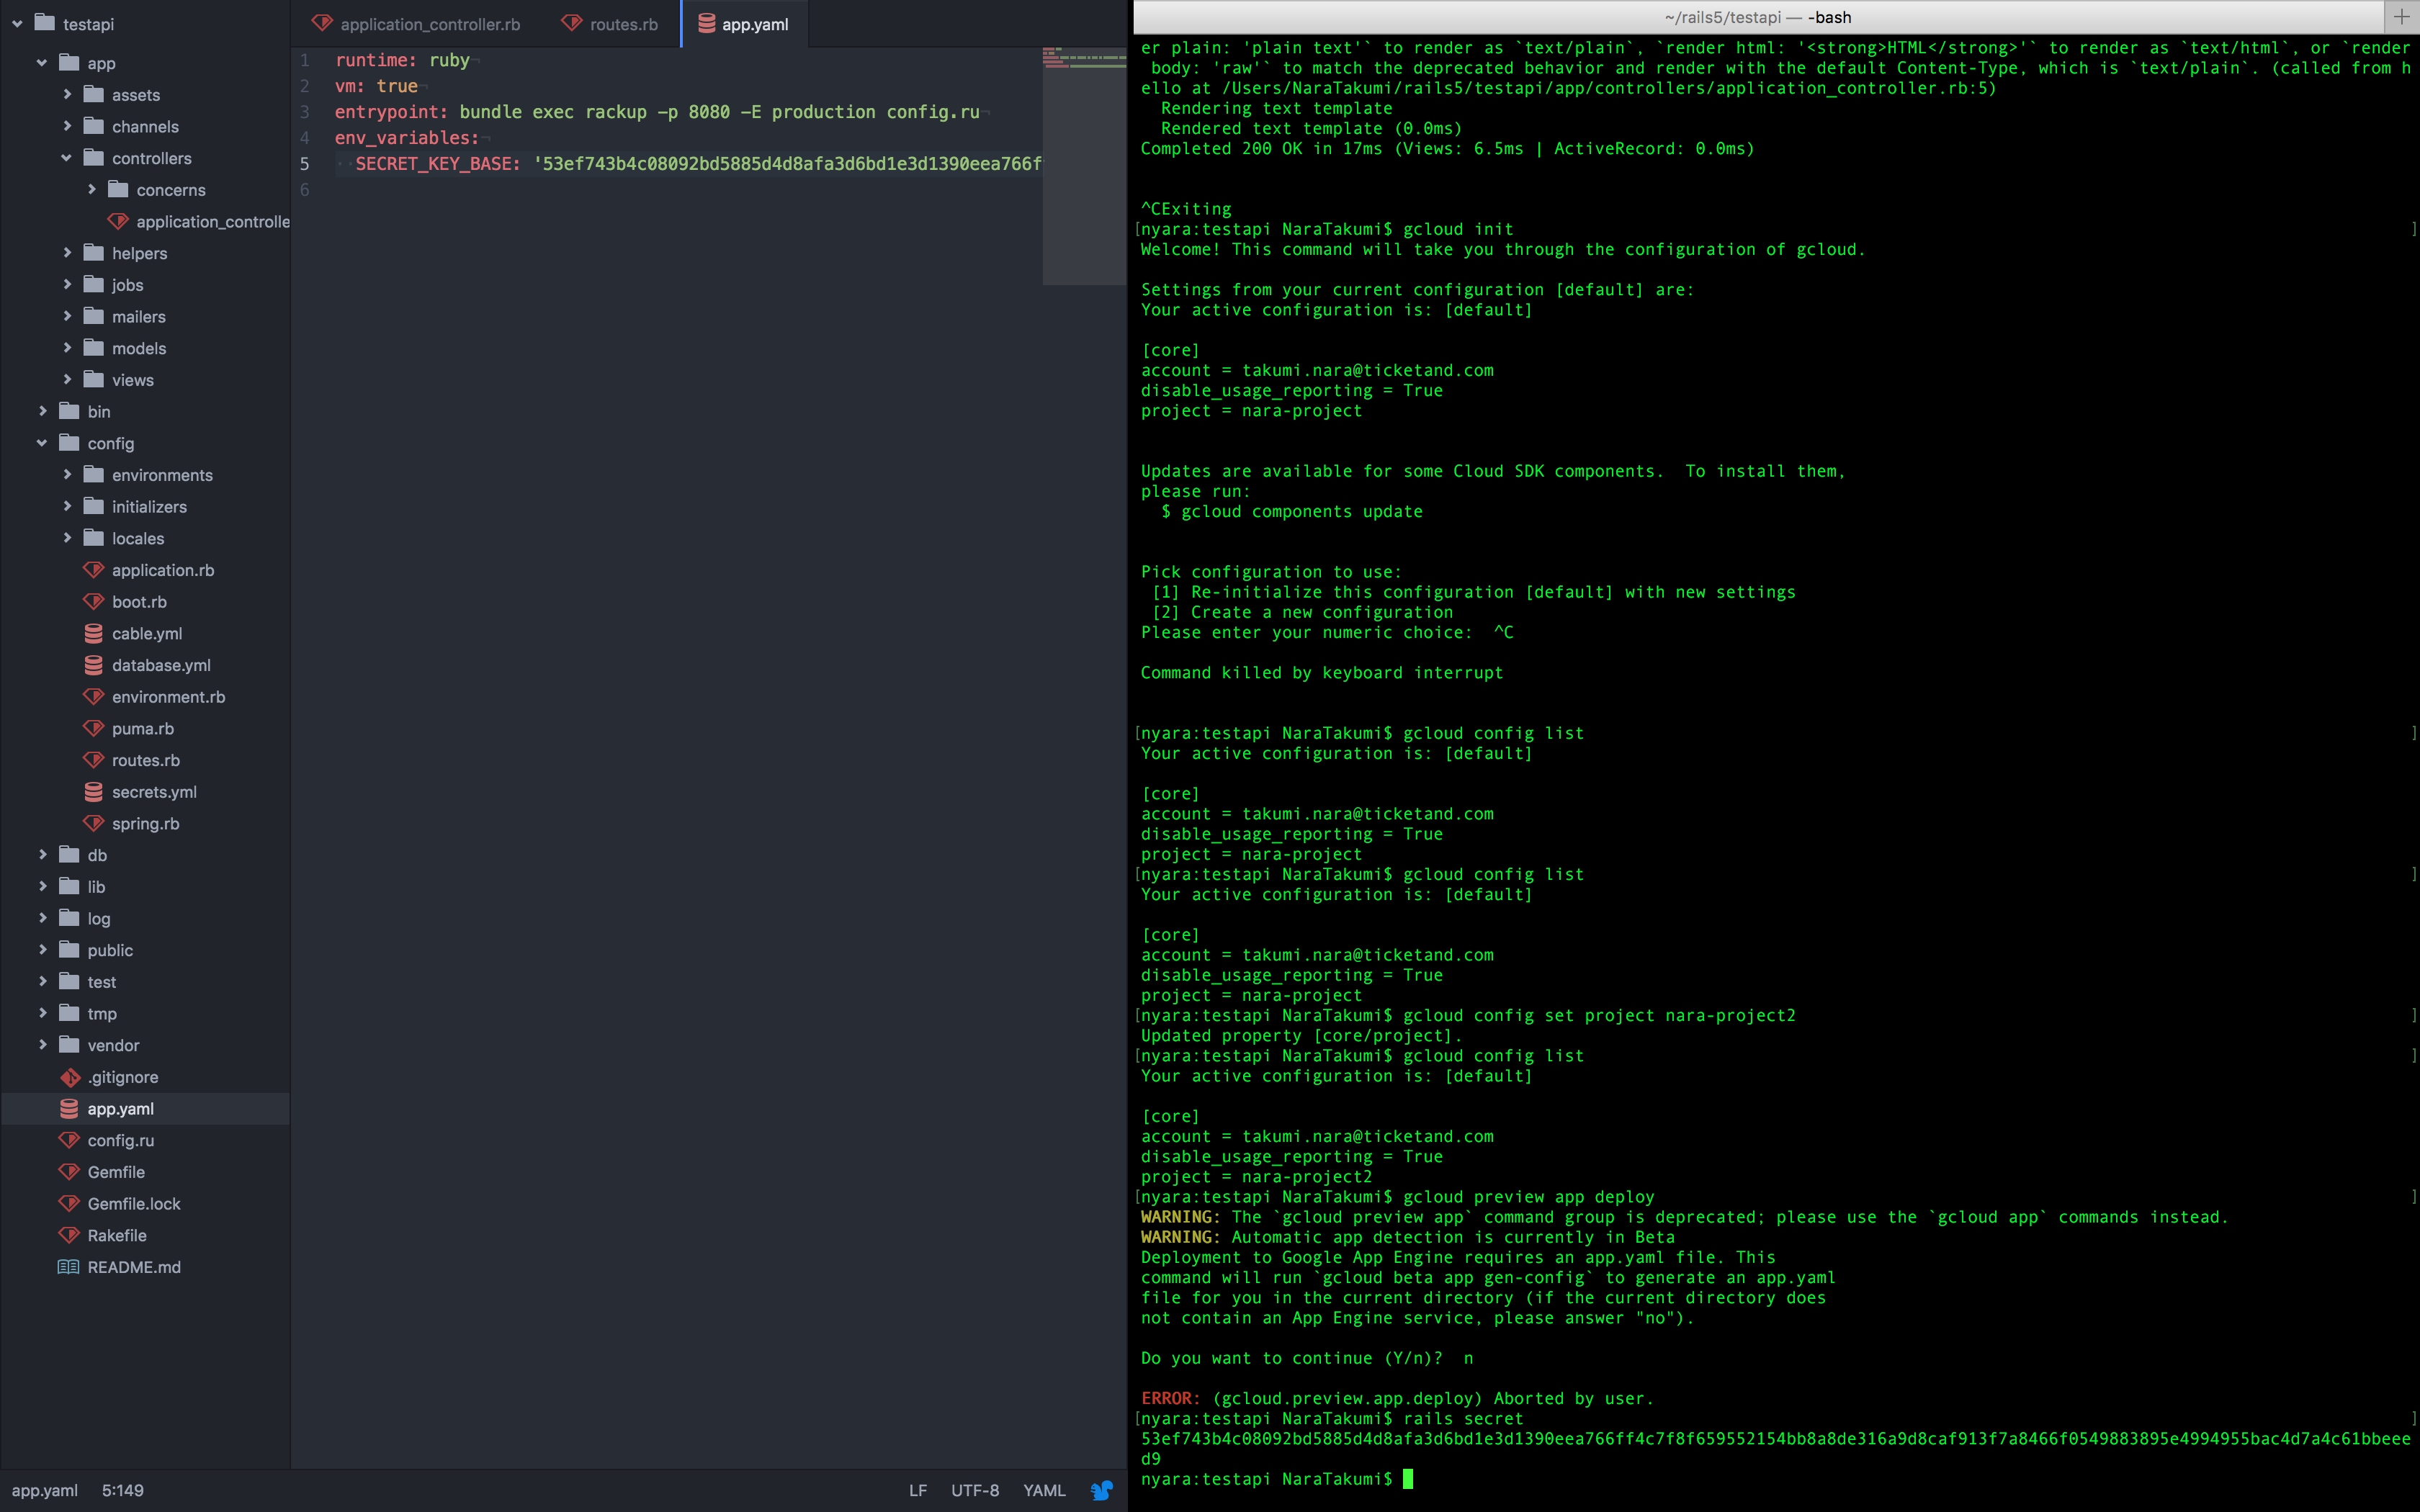 testapi
app
assets
channels
controllers
concerns
application_controlle
helpers
jobs
mailers
models
views
bin
config
environments
initializers
locales
application.rb
boot.rb
cable.yml
database.yml
environment.rb
puma.rb
routes.rb
secrets.yml
spring.rb
db
lib
log
public
test
tmp
vendor
.gitignore
app.yaml
config.ru
Gemfile
Gemfile.lock
Rakefile
README.md
application_controller.rb routes.rb app.yaml
1 runtime: ruby
2 vm: true
3 entrypoint: bundle exec rackup -p 8080 -E production config.ru
4 env_variables:
5 SECRET_KEY_BASE: '53ef743b4c08092bd5885d4d8afa3d6bd1e3d1390eea766f
6
app.yaml 5:149 LF UTF-8 YAML
~/rails5/testapi — -bash
er plain: 'plain text'` to render as `text/plain`, `render html: '<strong>HTML</strong>'` to render as `text/html`, or `render
body: 'raw'` to match the deprecated behavior and render with the default Content-Type, which is `text/plain`. (called from h
ello at /Users/NaraTakumi/rails5/testapi/app/controllers/application_controller.rb:5)
Rendering text template
Rendered text template (0.0ms)
Completed 200 OK in 17ms (Views: 6.5ms | ActiveRecord: 0.0ms)
^CExiting
[nyara:testapi NaraTakumi$ gcloud init ]
Welcome! This command will take you through the configuration of gcloud.
Settings from your current configuration [default] are:
Your active configuration is: [default]
[core]
account = takumi.nara@ticketand.com
disable_usage_reporting = True
project = nara-project
Updates are available for some Cloud SDK components.  To install them,
please run:
$ gcloud components update
Pick configuration to use:
[1] Re-initialize this configuration [default] with new settings
[2] Create a new configuration
Please enter your numeric choice:  ^C
Command killed by keyboard interrupt
[nyara:testapi NaraTakumi$ gcloud config list ]
Your active configuration is: [default]
[core]
account = takumi.nara@ticketand.com
disable_usage_reporting = True
project = nara-project
[nyara:testapi NaraTakumi$ gcloud config list ]
Your active configuration is: [default]
[core]
account = takumi.nara@ticketand.com
disable_usage_reporting = True
project = nara-project
[nyara:testapi NaraTakumi$ gcloud config set project nara-project2 ]
Updated property [core/project].
[nyara:testapi NaraTakumi$ gcloud config list ]
Your active configuration is: [default]
[core]
account = takumi.nara@ticketand.com
disable_usage_reporting = True
project = nara-project2
[nyara:testapi NaraTakumi$ gcloud preview app deploy ]
WARNING: The `gcloud preview app` command group is deprecated; please use the `gcloud app` commands instead.
WARNING: Automatic app detection is currently in Beta
Deployment to Google App Engine requires an app.yaml file. This
command will run `gcloud beta app gen-config` to generate an app.yaml
file for you in the current directory (if the current directory does
not contain an App Engine service, please answer "no").
Do you want to continue (Y/n)?  n
ERROR: (gcloud.preview.app.deploy) Aborted by user.
[nyara:testapi NaraTakumi$ rails secret ]
53ef743b4c08092bd5885d4d8afa3d6bd1e3d1390eea766ff4c7f8f659552154bb8a8de316a9d8caf913f7a8466f0549883895e4994955bac4d7a4c61bbeee
d9
nyara:testapi NaraTakumi$